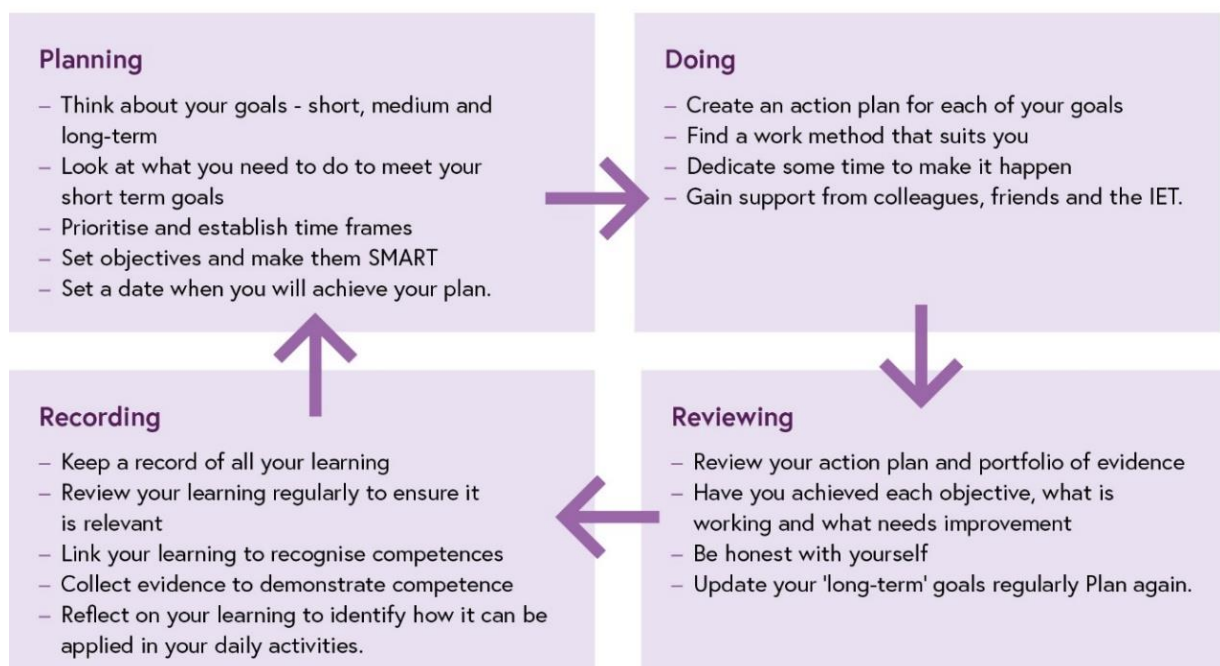 Planning
– Think about your goals - short, medium and
long-term
– Look at what you need to do to meet your
short term goals
– Prioritise and establish time frames
– Set objectives and make them SMART
– Set a date when you will achieve your plan.
Doing
– Create an action plan for each of your goals
– Find a work method that suits you
– Dedicate some time to make it happen
– Gain support from colleagues, friends and the IET.
Reviewing
– Review your action plan and portfolio of evidence
– Have you achieved each objective, what is
working and what needs improvement
– Be honest with yourself
– Update your 'long-term' goals regularly Plan again.
Recording
– Keep a record of all your learning
– Review your learning regularly to ensure it
is relevant
– Link your learning to recognise competences
– Collect evidence to demonstrate competence
– Reflect on your learning to identify how it can be
applied in your daily activities.